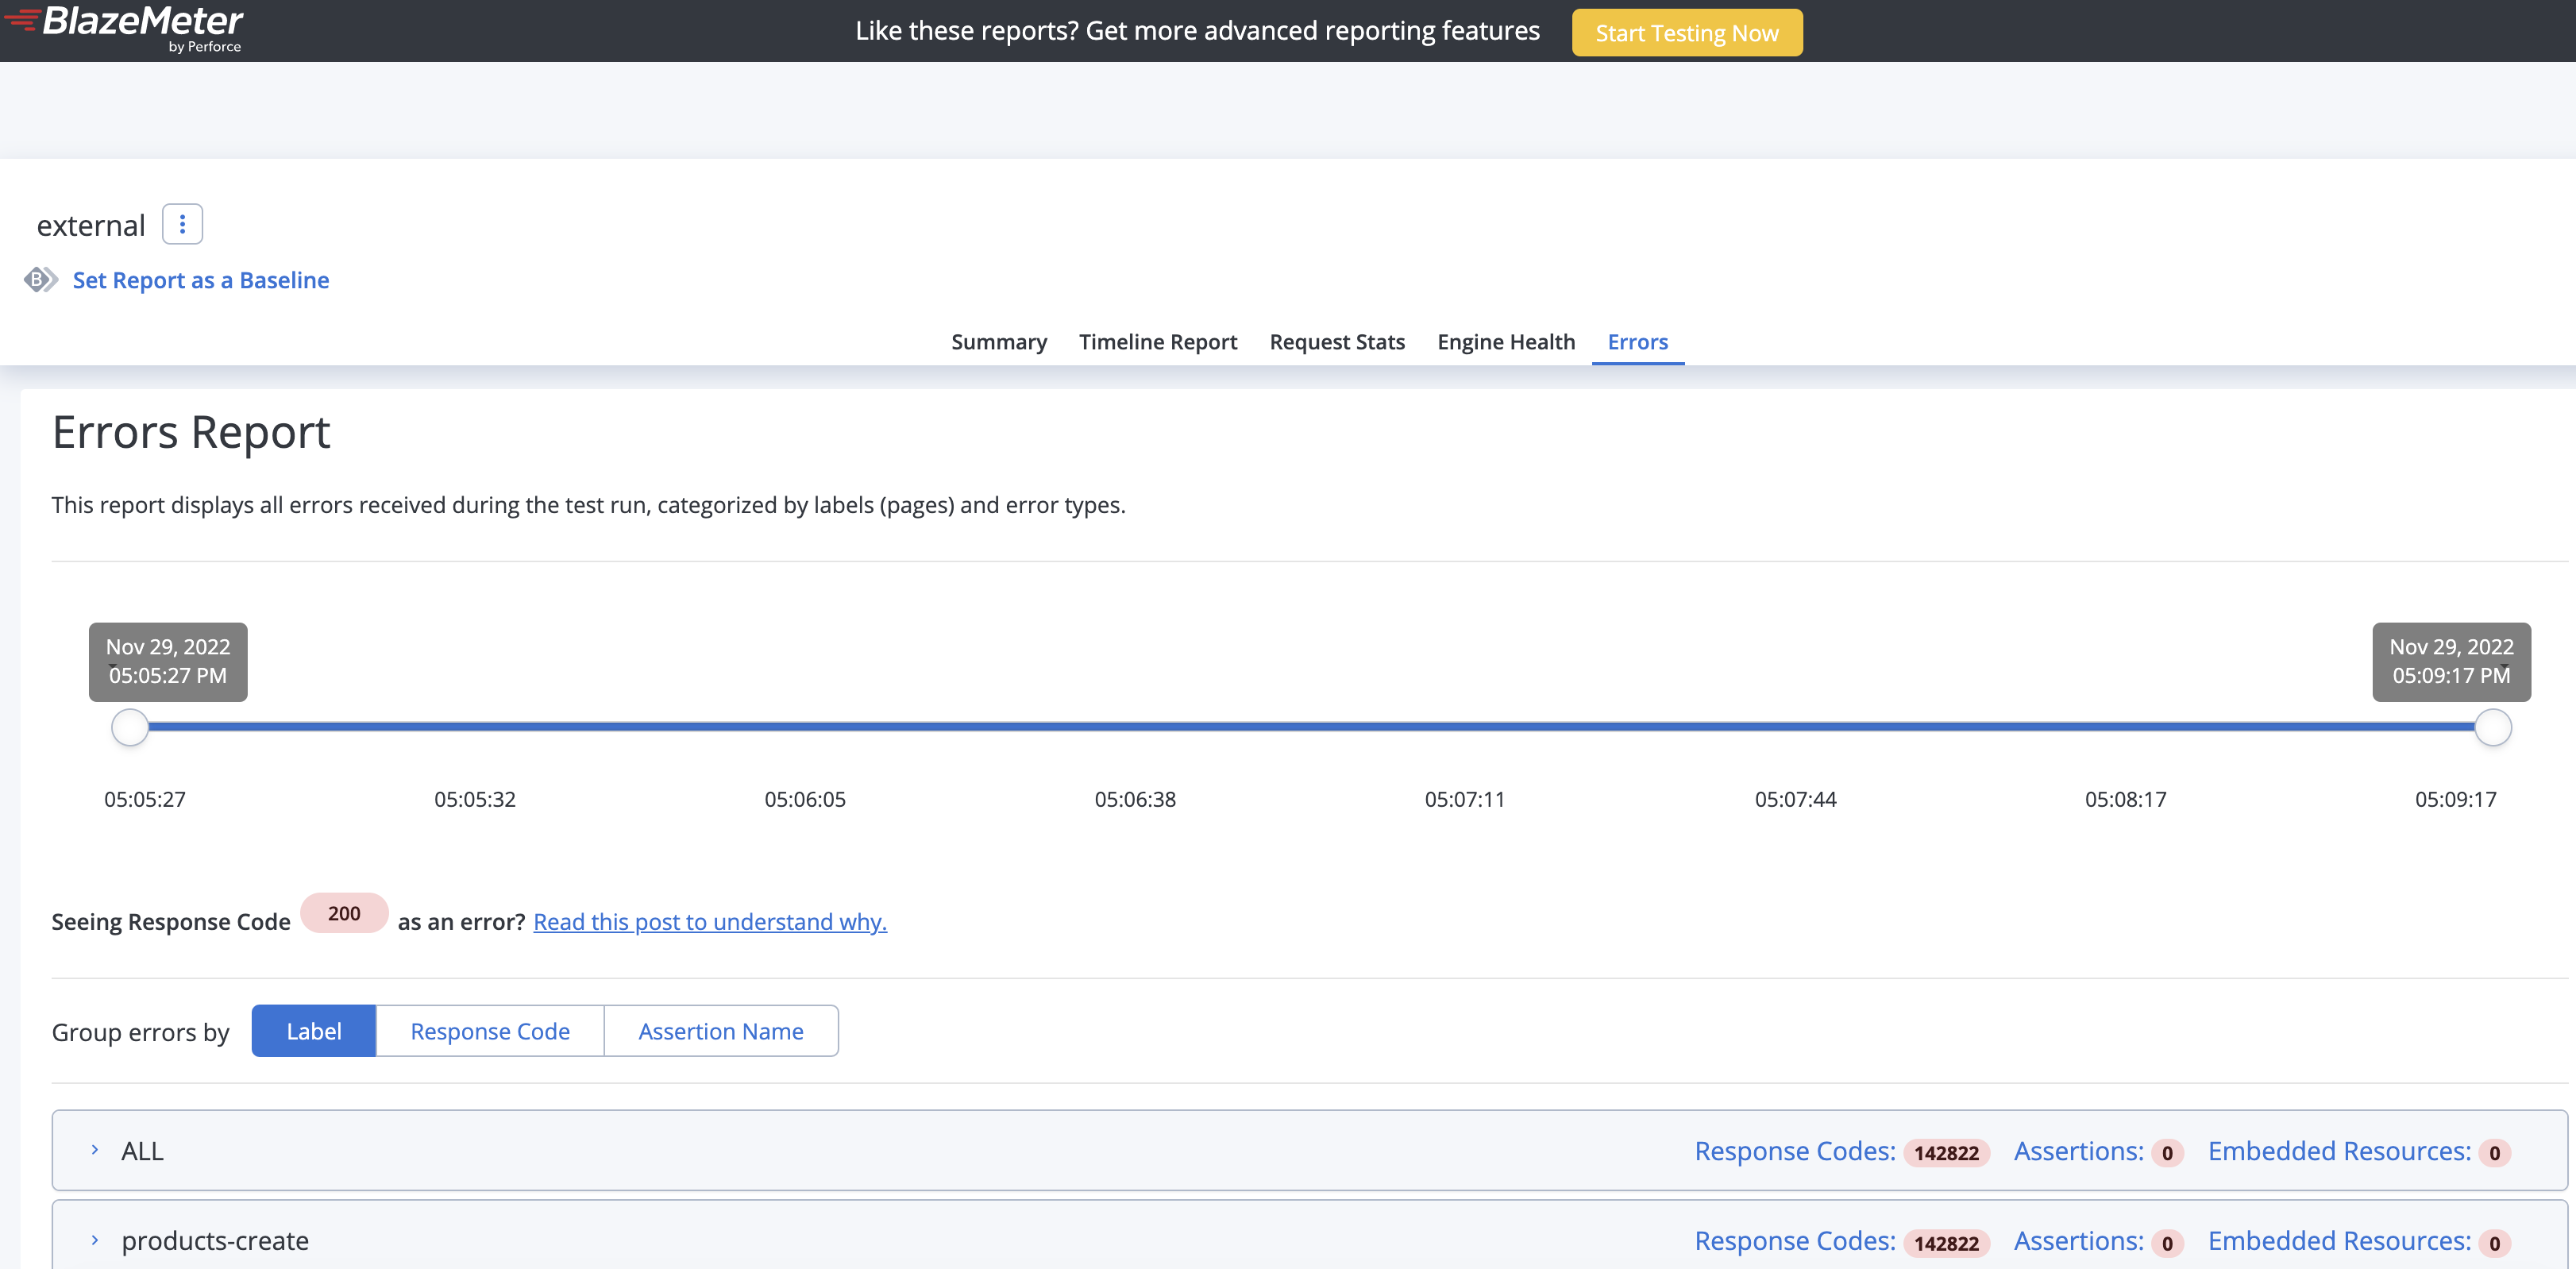 BlazeMeter
by Perforce
Like these reports? Get more advanced reporting features Start Testing Now
external
B Set Report as a Baseline
Summary Timeline Report Request Stats Engine Health Errors
Errors Report
This report displays all errors received during the test run, categorized by labels (pages) and error types.
Nov 29, 2022
05:05:27 PM
Nov 29, 2022
05:09:17 PM
05:05:27 05:05:32 05:06:05 05:06:38 05:07:11 05:07:44 05:08:17 05:09:17
Seeing Response Code 200 as an error? Read this post to understand why.
Group errors by Label Response Code Assertion Name
ALL Response Codes: 142822 Assertions: 0 Embedded Resources: 0
products-create Response Codes: 142822 Assertions: 0 Embedded Resources: 0